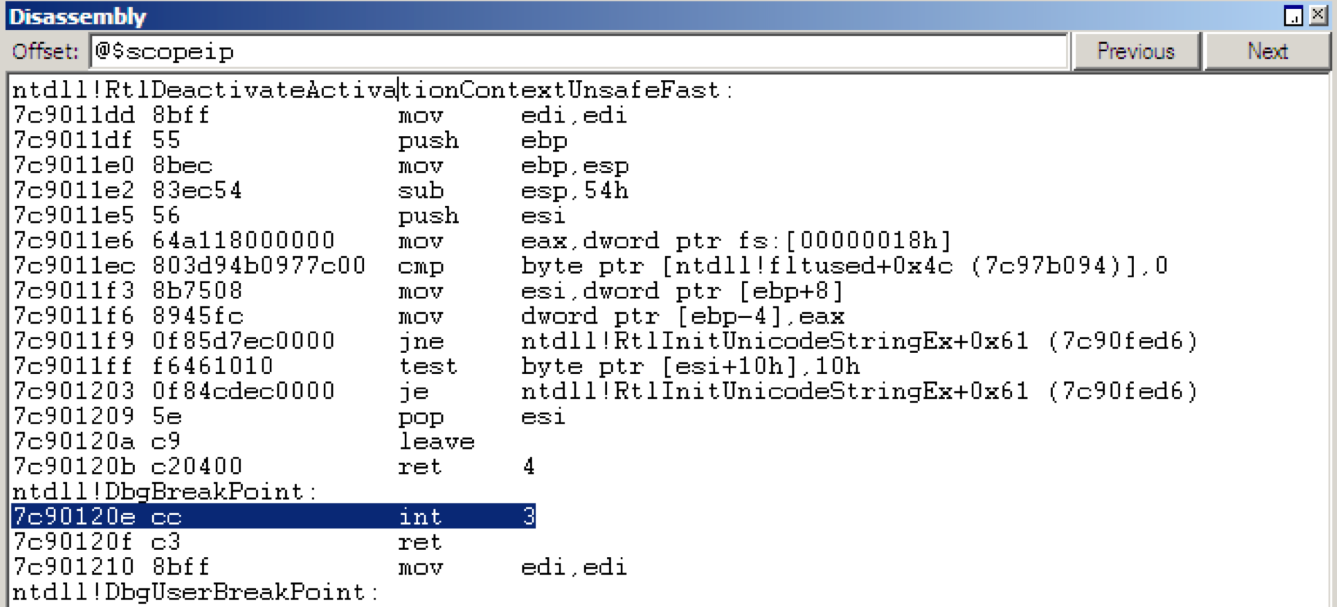 Disassembly
Offset: @$scopeip Previous Next
ntdll!RtlDeactivateActivationContextUnsafeFast:
7c9011dd 8bff mov edi,edi
7c9011df 55 push ebp
7c9011e0 8bec mov ebp,esp
7c9011e2 83ec54 sub esp,54h
7c9011e5 56 push esi
7c9011e6 64a118000000 mov eax,dword ptr fs:[00000018h]
7c9011ec 803d94b0977c00 cmp byte ptr [ntdll!fltused+0x4c (7c97b094)],0
7c9011f3 8b7508 mov esi,dword ptr [ebp+8]
7c9011f6 8945fc mov dword ptr [ebp-4],eax
7c9011f9 0f85d7ec0000 jne ntdll!RtlInitUnicodeStringEx+0x61 (7c90fed6)
7c9011ff f6461010 test byte ptr [esi+10h],10h
7c901203 0f84cdec0000 je ntdll!RtlInitUnicodeStringEx+0x61 (7c90fed6)
7c901209 5e pop esi
7c90120a c9 leave
7c90120b c20400 ret 4
ntdll!DbgBreakPoint:
7c90120e cc int 3
7c90120f c3 ret
7c901210 8bff mov edi,edi
ntdll!DbgUserBreakPoint: